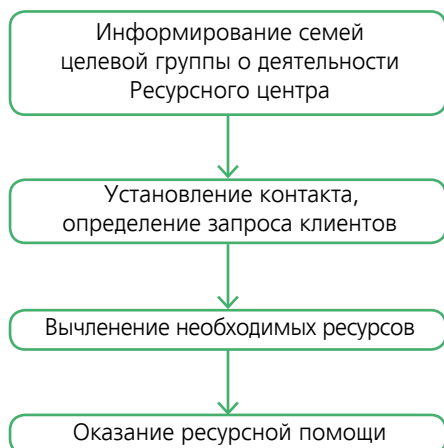 Информирование семей
целевой группы о деятельности
Ресурсного центра
Установление контакта,
определение запроса клиентов
Вычленение необходимых ресурсов
Оказание ресурсной помощи